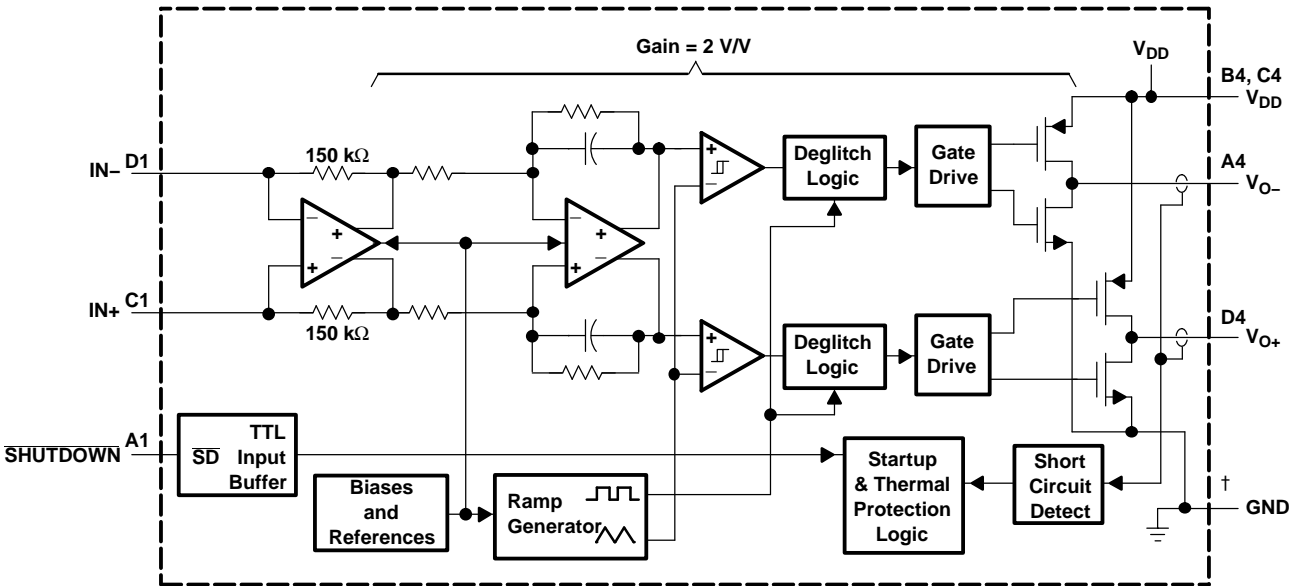 Gain = 2 V/V
VDD
B4, C4
VDD
IN− D1
150 kΩ
+
−
Deglitch
Logic
Gate
Drive
A4
VO−
−
+
−
+
−
+
−
+
IN+ C1
150 kΩ
+
−
Deglitch
Logic
Gate
Drive
D4
VO+
SHUTDOWN A1
SD
TTL
Input
Buffer
Biases
and
References
Ramp
Generator
Startup
& Thermal
Protection
Logic
Short
Circuit
Detect
†
GND